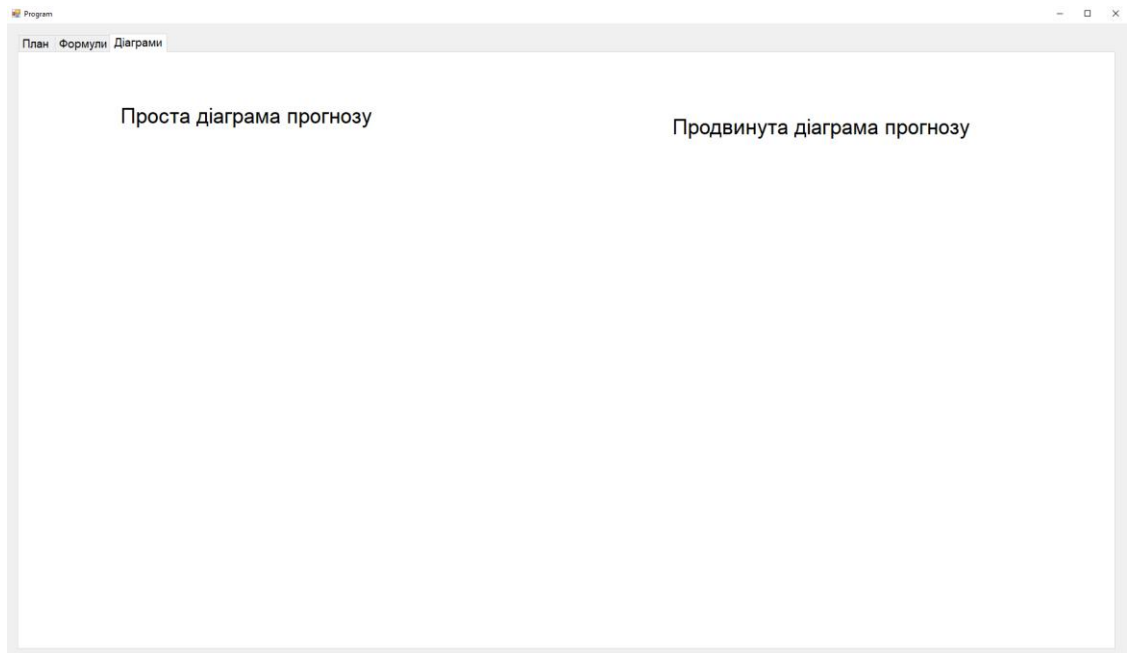 Program
План Формули Діаграми
Проста діаграма прогнозу
Продвинута діаграма прогнозу